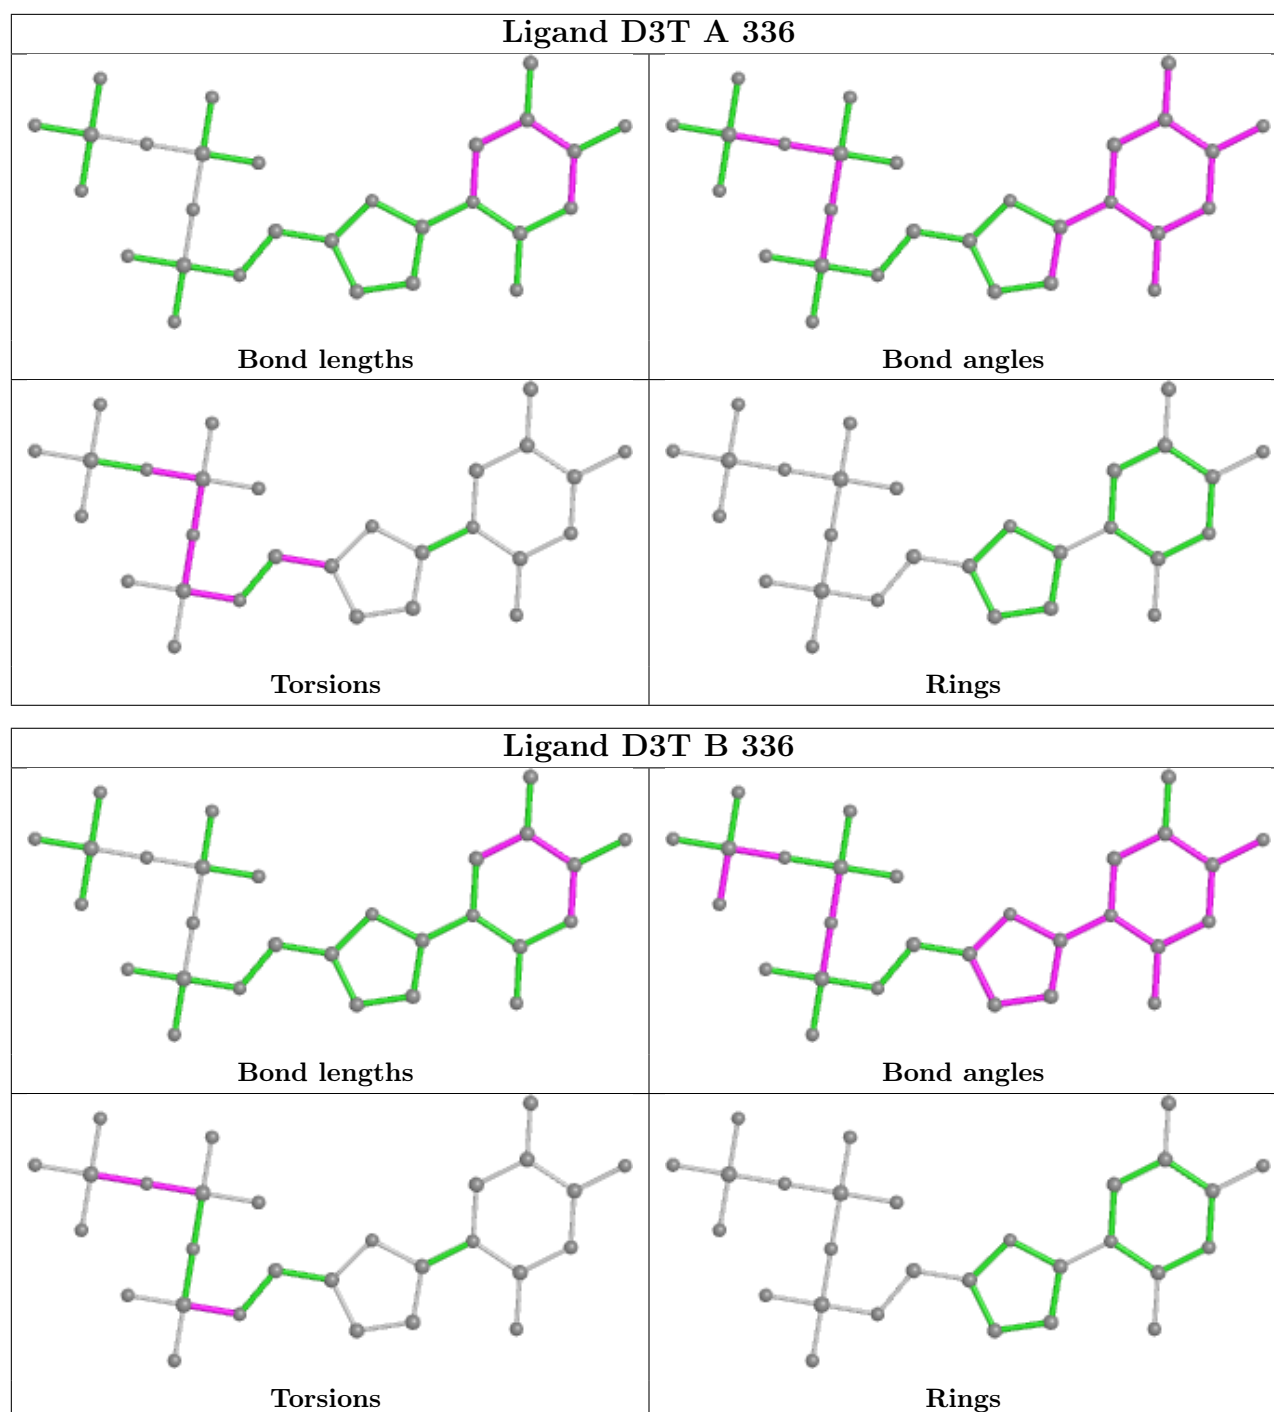 Ligand D3T A 336
Bond lengths
Bond angles
Torsions
Rings
Ligand D3T B 336
Bond lengths
Bond angles
Torsions
Rings